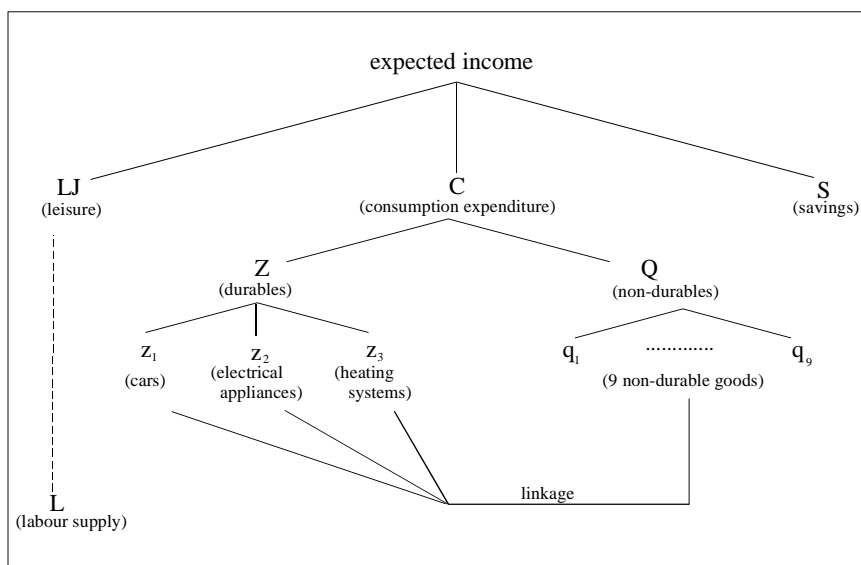 expected income
LJ
(leisure)
C
(consumption expenditure)
S
(savings)
Z
(durables)
Q
(non-durables)
z1
(cars)
z2
(electrical
appliances)
z3
(heating
systems)
q1
.............
q9
(9 non-durable goods)
linkage
L
(labour supply)